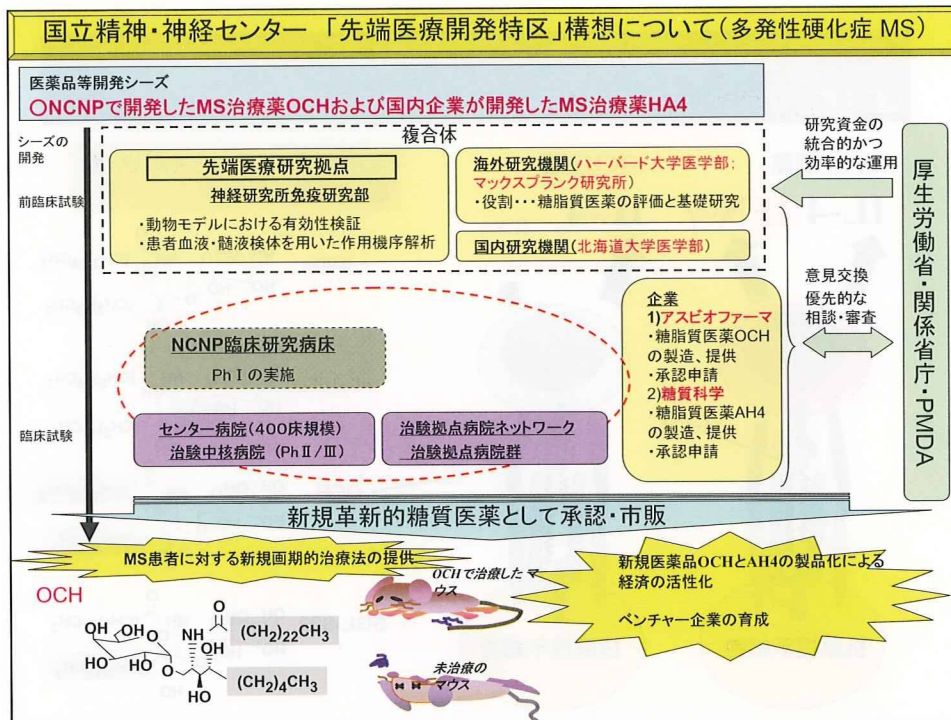 国立精神・神経センター 「先端医療開発特区」構想について(多発性硬化症 MS)
医薬品等開発シーズ
〇NCNPで開発したMS治療薬OCHおよび国内企業が開発したMS治療薬HA4
シーズの
開発
前臨床試験
臨床試験
複合体
先端医療研究拠点
神経研究所免疫研究部
・動物モデルにおける有効性検証
・患者血液・髄液検体を用いた作用機序解析
海外研究機関(ハーバード大学医学部;
マックスプランク研究所)
・役割・・・糖脂質医薬の評価と基礎研究
国内研究機関(北海道大学医学部)
研究資金の
統合的かつ
効率的な運用
意見交換
優先的な
相談・審査
厚生労働省・関係省庁・PMDA
NCNP臨床研究病床
PhⅠの実施
センター病院(400床規模)
治験中核病院 (PhⅡ/Ⅲ)
治験拠点病院ネットワーク
治験拠点病院群
企業
1)アスビオファーマ
・糖脂質医薬OCH
の製造、提供
・承認申請
2)糖質科学
・糖脂質医薬AH4
の製造、提供
・承認申請
新規革新的糖質医薬として承認・市販
MS患者に対する新規画期的治療法の提供
新規医薬品OCHとAH4の製品化による
経済の活性化
ベンチャー企業の育成
OCH
OH
OH
O
HO
OH
O
O
NH
(CH2)22CH3
OH
HO
(CH2)4CH3
OCHで治療したマ
ウス
未治療の
マウス